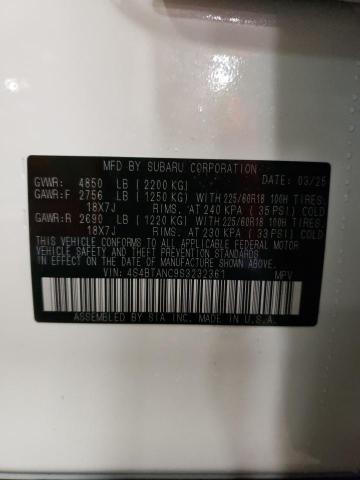 MFD BY SUBARU CORPORATION
DATE: 03/25
GVWR: 4850 LB (2200 KG)
GAWR:F 2756 LB (1250 KG) WITH 225/60R18 100H TIRES,
18X7J RIMS, AT 240 KPA (35 PSI) COLD
GAWR:R 2690 LB (1220 KG) WITH 225/60R18 100H TIRES,
18X7J RIMS, AT 230 KPA (33 PSI) COLD
THIS VEHICLE CONFORMS TO ALL APPLICABLE FEDERAL MOTOR
VEHICLE SAFETY STANDARDS IN EFFECT ON THE DATE OF
MANUFACTURE SHOWN ABOVE.
VIN: 4S4BTANC9S3232361 MPV
ASSEMBLED BY SIA INC. MADE IN U.S.A.